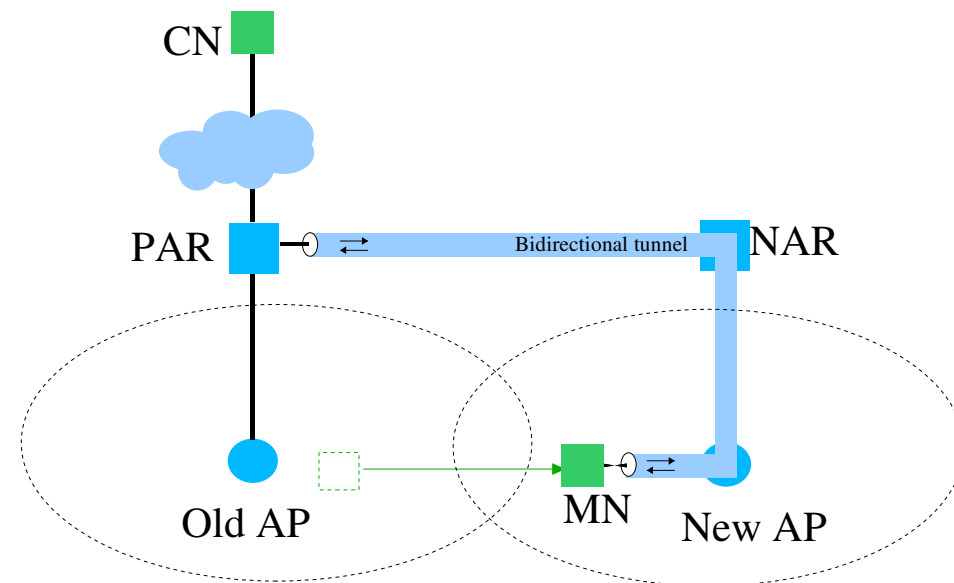 CN
PAR
Bidirectional tunnel
NAR
MN
Old AP
New AP